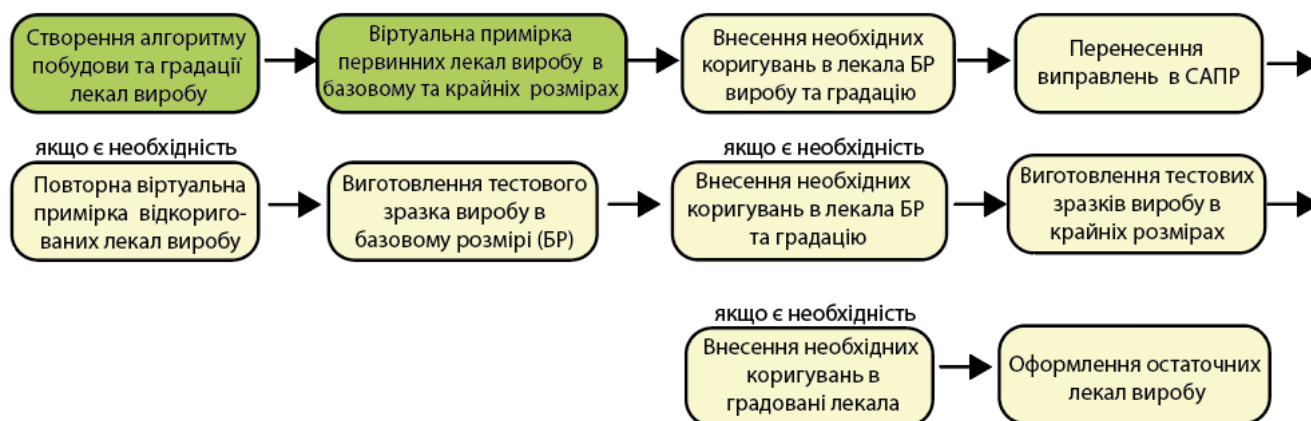 Створення алгоритму
побудови та градації
лекал виробу
Віртуальна примірка
первинних лекал виробу в
базовому та крайніх розмірах
Внесення необхідних
коригувань в лекала БР
виробу та градацію
Перенесення
виправлень в САПР
якщо є необхідність
Повторна віртуальна
примірка відкориго-
ваних лекал виробу
Виготовлення тестового
зразка виробу в
базовому розмірі (БР)
якщо є необхідність
Внесення необхідних
коригувань в лекала БР
та градацію
Виготовлення тестових
зразків виробу в
крайніх розмірах
якщо є необхідність
Внесення необхідних
коригувань в
градовані лекала
Оформлення остаточних
лекал виробу